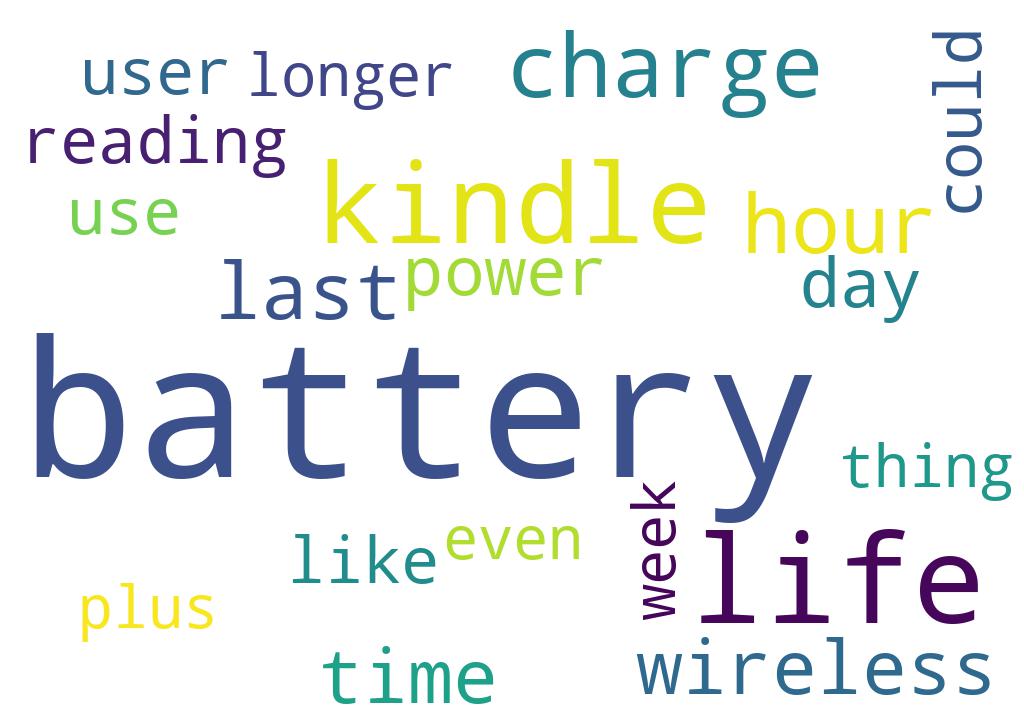 user longer charge could
reading
kindle
use hour
last power day
battery
thing
week
like even life
plus
time wireless